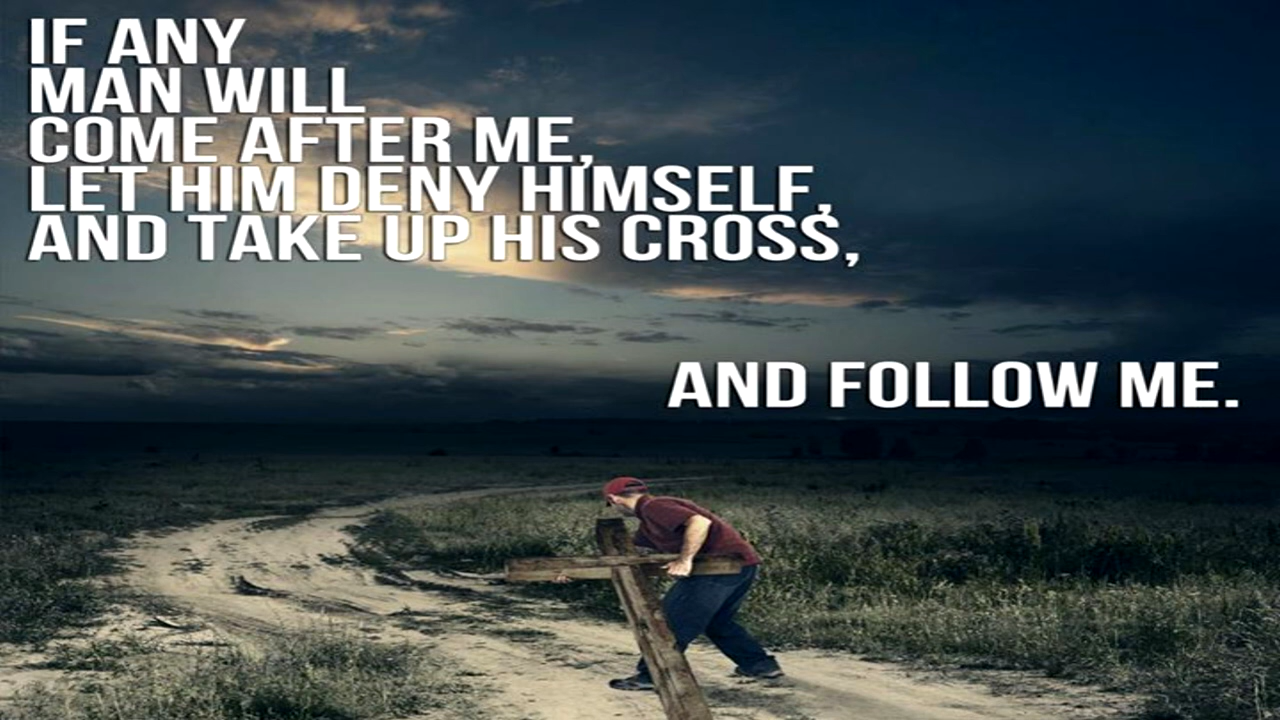 IF ANY
MAN WILL
COME AFTER ME,
LET HIM DENY HIMSELF,
AND TAKE UP HIS CROSS,
AND FOLLOW ME.